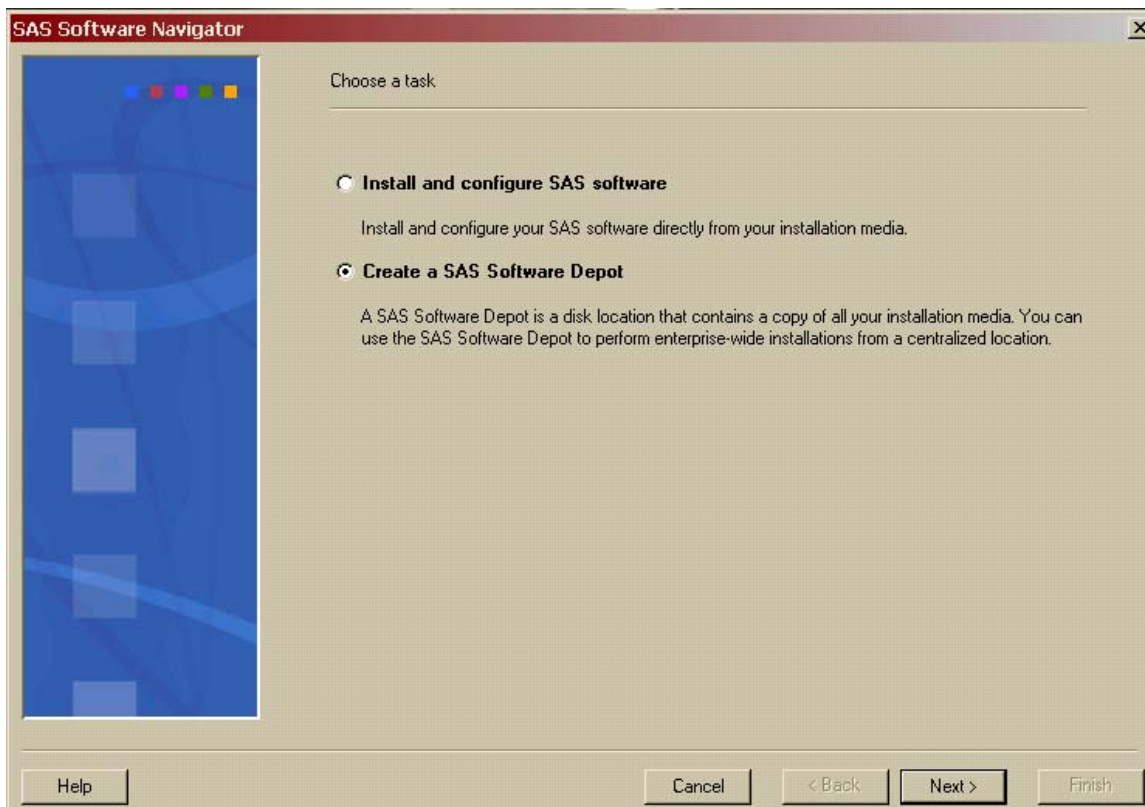 SAS Software Navigator
Choose a task
Install and configure SAS software
Install and configure your SAS software directly from your installation media.
Create a SAS Software Depot
A SAS Software Depot is a disk location that contains a copy of all your installation media. You can
use the SAS Software Depot to perform enterprise-wide installations from a centralized location.
Help
Cancel
< Back
Next >
Finish